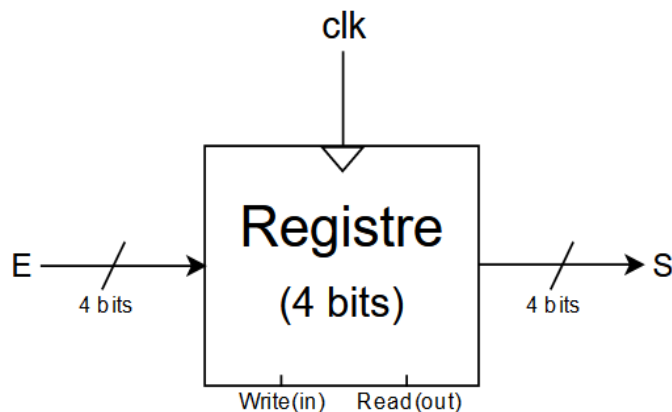 clk
Registre
(4 bits)
E
4 bits
4 bits
S
Write(in)
Read(out)